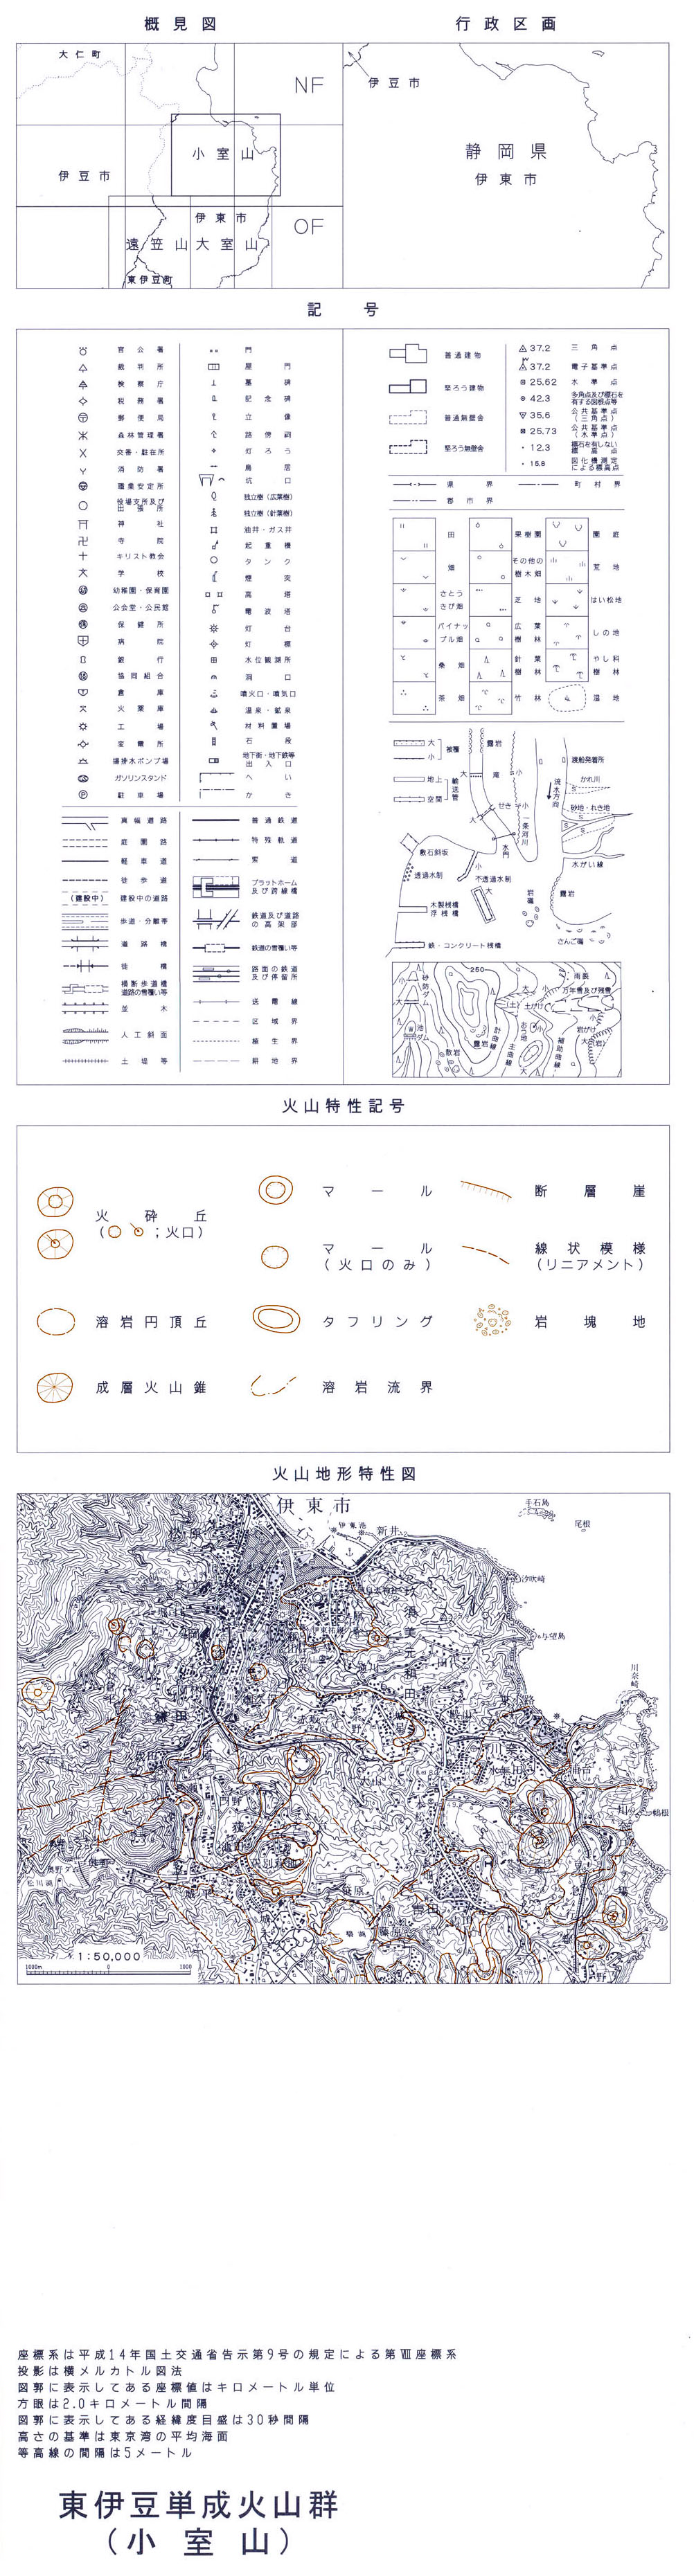 概見図
行政区画
大仁町
NF
伊豆市
小室山
伊豆市
静岡県
伊東市
伊東市
OF
遠笠山大室山
東伊豆町
記号
官公署
裁判所
検察庁
税務署
郵便局
森林管理署
交番・駐在所
消防署
職業安定所
役場支所及び
出張所
神社
寺院
キリスト教会
学校
幼稚園・保育園
公会堂・公民館
保健所
病院
銀行
協同組合
倉庫
火薬庫
工場
変電所
揚排水ポンプ場
ガソリンスタンド
駐車場
門
屋門
墓碑
記念碑
立像
路傍祠
灯ろう
鳥居
坑口
独立樹(広葉樹)
独立樹(針葉樹)
油井・ガス井
起重機
タンク
煙突
高塔
電波塔
灯台
灯標
水位観測所
洞口
噴火口・噴気口
温泉・鉱泉
材料置場
石段
地下街・地下鉄等
出入口
へい
かき
真幅道路
庭園路
軽車道
徒歩道
(建設中) 建設中の道路
歩道・分離帯
道路橋
徒橋
横断歩道橋
道路の雪覆い等
並木
人工斜面
土堤等
普通鉄道
特殊軌道
索道
プラットホーム
及び跨線橋
鉄道及び道路
の高架部
鉄道の雪覆い等
路面の鉄道
及び停留所
送電線
区域界
植生界
耕地界
普通建物
堅ろう建物
普通無壁舎
堅ろう無壁舎
37.2 三角点
37.2 電子基準点
25.62 水準点
42.3 多角点及び標石を
有する図根点等
35.6 公共基準点
(三角点)
25.73 公共基準点
(水準点)
12.3 標石を有しない
標高点
15.8 図化機測定
による標高点
県界
町村界
郡市界
田
果樹園
園庭
畑
その他の
樹木畑
荒地
さとう
きび畑
芝地
はい松地
パイナッ
プル畑
広葉
樹林
しの地
桑畑
針葉
樹林
やし科
樹林
茶畑
竹林
湿地
大
小
被覆
地上
空間
輸送管
露岩
大
滝
小
せき
小
人
水門
一条河川
流水方向
渡船発着所
かれ川
砂地・れき地
水がい線
敷石斜坂
透過水制
小
不透過水制
大
木製桟橋
浮桟橋
鉄・コンクリート桟橋
岩礁
露岩
さんご礁
250
小
砂防ダム
大
雨裂
万年雪及び残雪
(土)
土がけ
小
岩がけ
大(岩)
おう地
散岩
露岩
計曲線
主曲線
補助曲線
火山特性記号
火砕丘
(;火口)
マール
断層崖
マール
(火口のみ)
線状模様
(リニアメント)
溶岩円頂丘
タフリング
岩塊地
成層火山錐
溶岩流界
火山地形特性図
伊東市
手石島
尾根
伊東港
新井
汐吹崎
与望島
川奈崎
鎌田
荻
吉田
川奈
奥野ダム
松川湖
1:50,000
1000m 0 1000
座標系は平成14年国土交通省告示第9号の規定による第Ⅷ座標系
投影は横メルカトル図法
図郭に表示してある座標値はキロメートル単位
方眼は2.0キロメートル間隔
図郭に表示してある経緯度目盛は30秒間隔
高さの基準は東京湾の平均海面
等高線の間隔は5メートル
東伊豆単成火山群
(小室山)